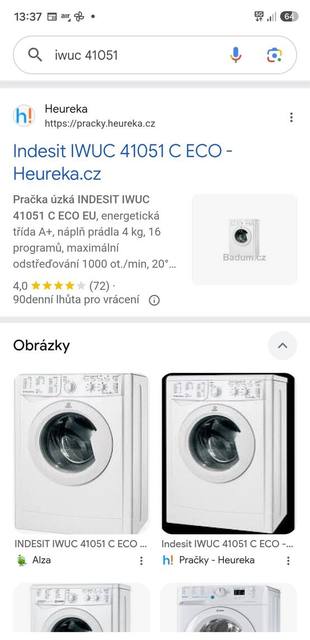 13:37
64
iwuc 41051
h!
Heureka
https://pracky.heureka.cz
Indesit IWUC 41051 C ECO -
Heureka.cz
Pračka úzká INDESIT IWUC
41051 C ECO EU, energetická
třída A+, náplň prádla 4 kg, 16
programů, maximální
odstřeďování 1000 ot./min, 20°...
Badum.cz
4,0 (72) ·
90denní lhůta pro vrácení
Obrázky
INDESIT IWUC 41051 C ECO ...
Alza
Indesit IWUC 41051 C ECO -...
h! Pračky - Heureka